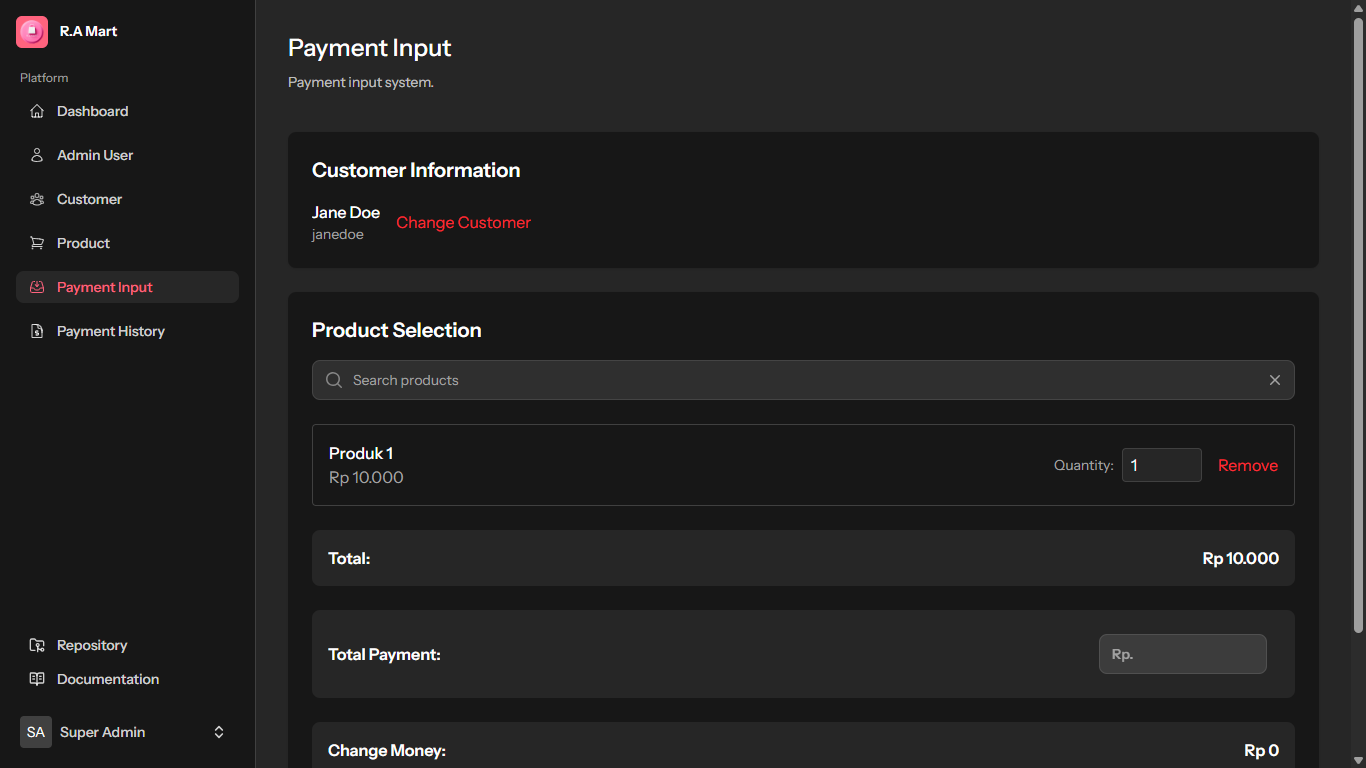 R.A Mart
Platform
Dashboard
Admin User
Customer
Product
Payment Input
Payment History
Repository
Documentation
SA Super Admin
Payment Input
Payment input system.
Customer Information
Jane Doe
janedoe
Change Customer
Product Selection
Search products
Produk 1
Rp 10.000
Quantity: 1 Remove
Total: Rp 10.000
Total Payment: Rp.
Change Money: Rp 0